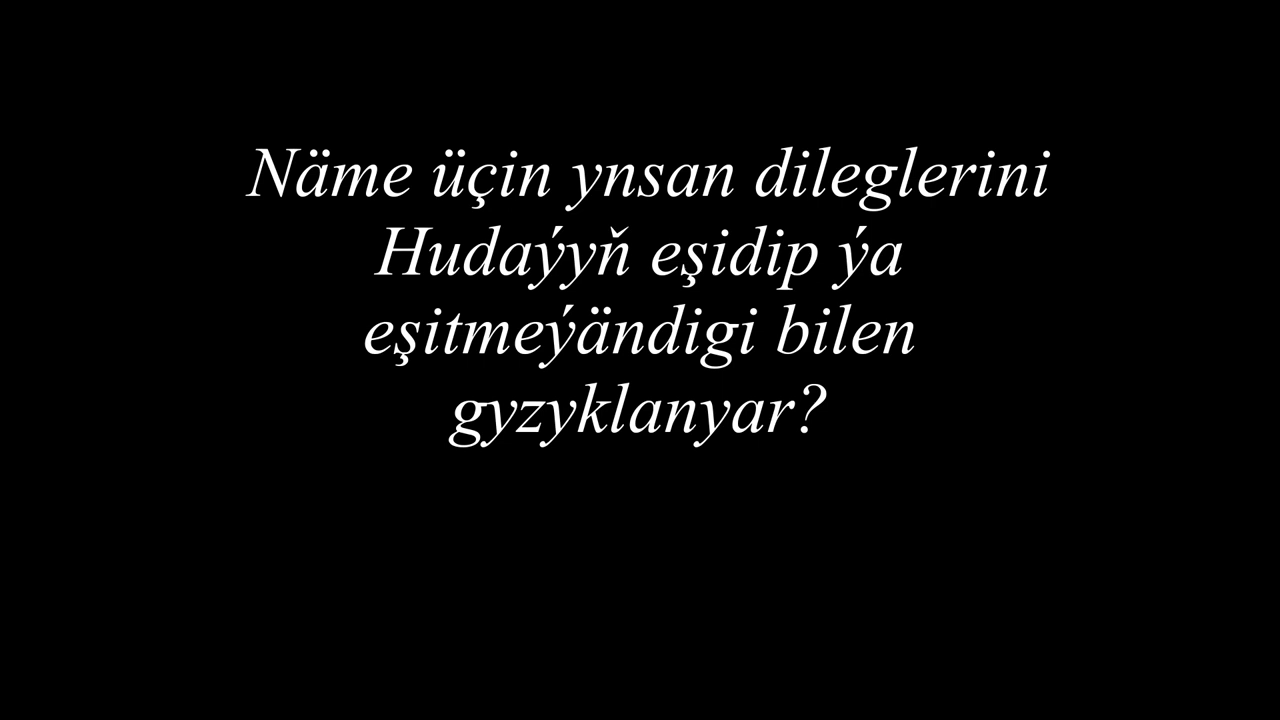 Näme üçin ynsan dileglerini
Hudaýyň eşidip ýa
eşitmeýändigi bilen
gyzyklanyar?